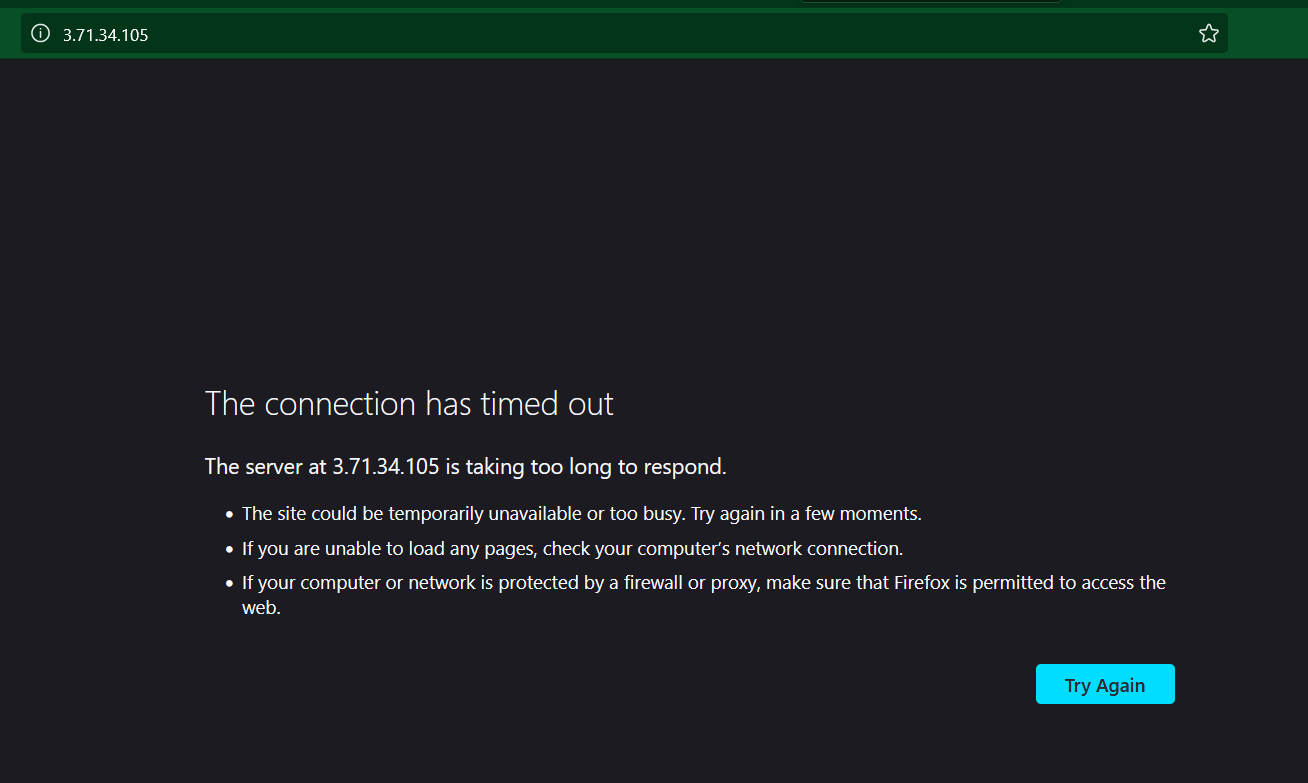 3.71.34.105
The connection has timed out
The server at 3.71.34.105 is taking too long to respond.
• The site could be temporarily unavailable or too busy. Try again in a few moments.
• If you are unable to load any pages, check your computer’s network connection.
• If your computer or network is protected by a firewall or proxy, make sure that Firefox is permitted to access the
web.
Try Again